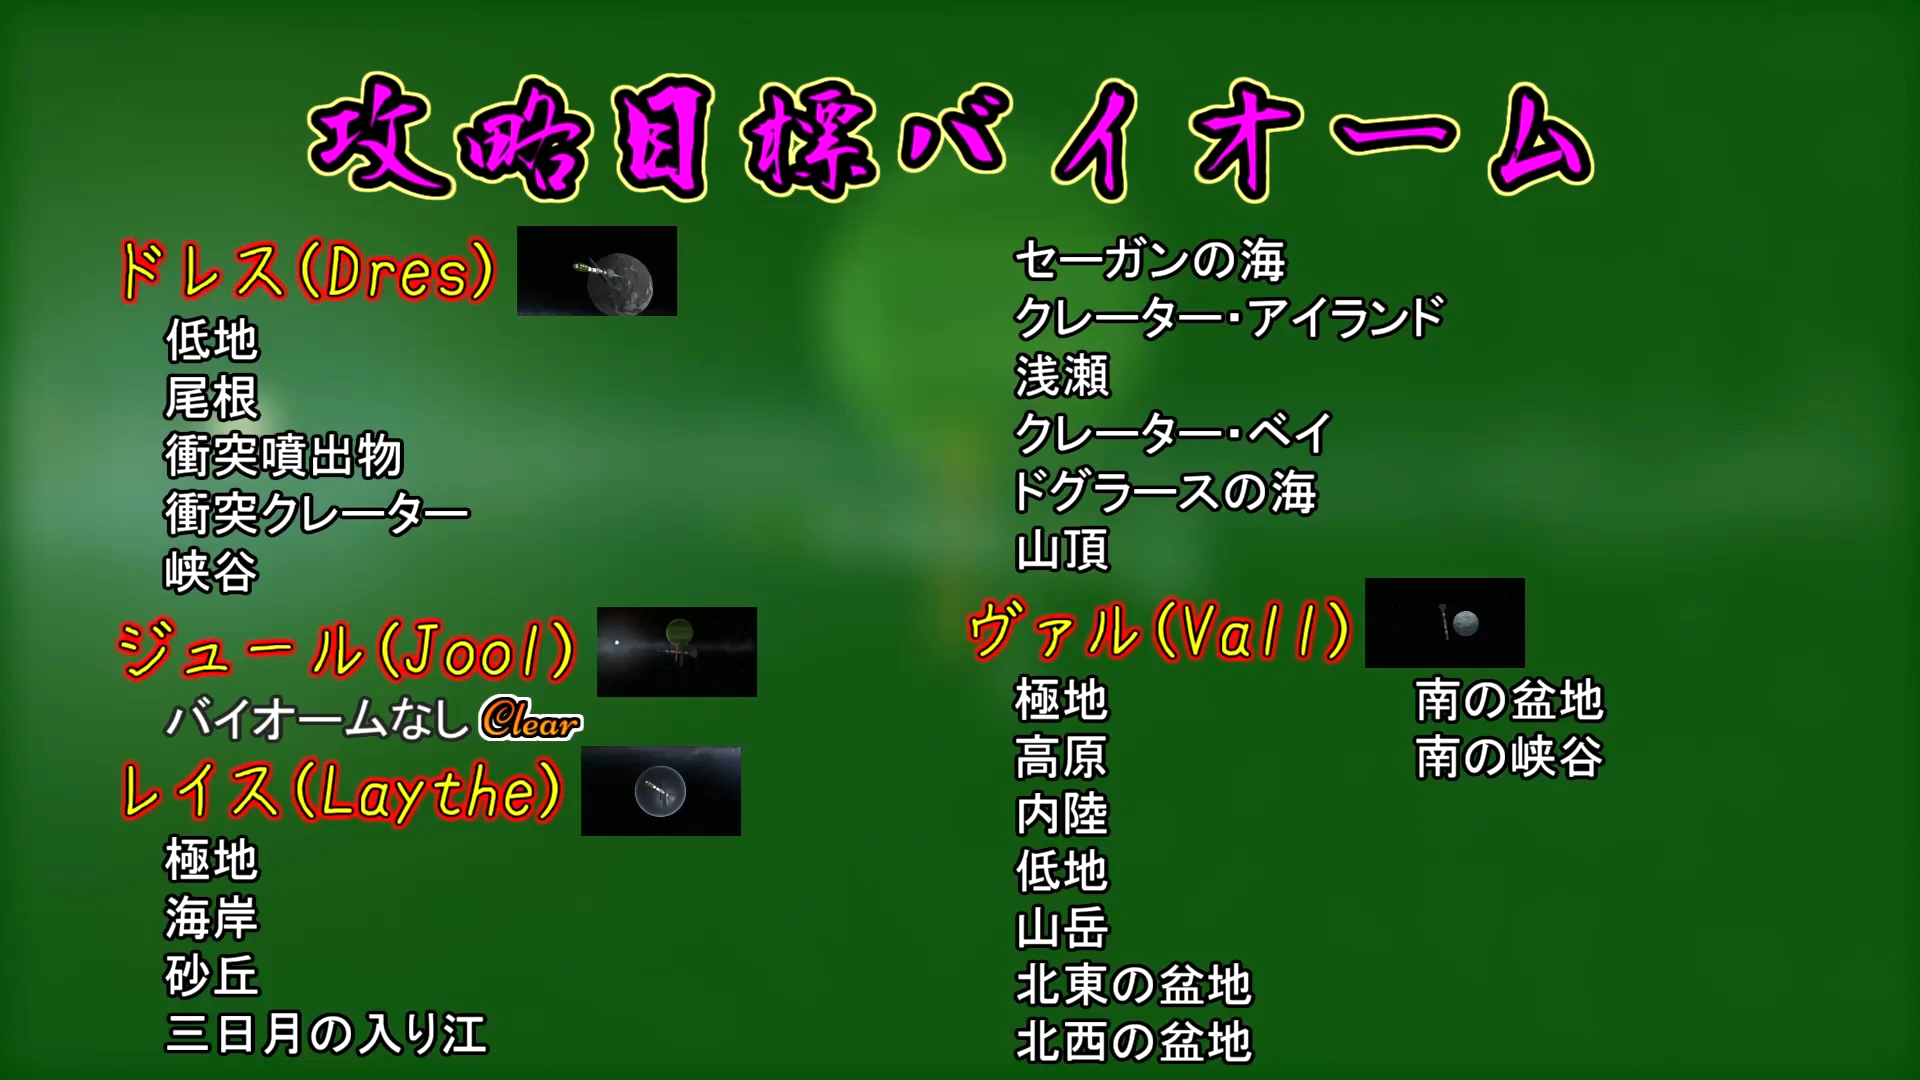 攻略目標バイオーム
ドレス(Dres)
低地
尾根
衝突噴出物
衝突クレーター
峡谷
ジュール(Jool)
バイオームなし Clear
レイス(Laythe)
極地
海岸
砂丘
三日月の入り江
セーガンの海
クレーター・アイランド
浅瀬
クレーター・ベイ
ドグラースの海
山頂
ヴァル(Vall)
極地
高原
内陸
低地
山岳
北東の盆地
北西の盆地
南の盆地
南の峡谷